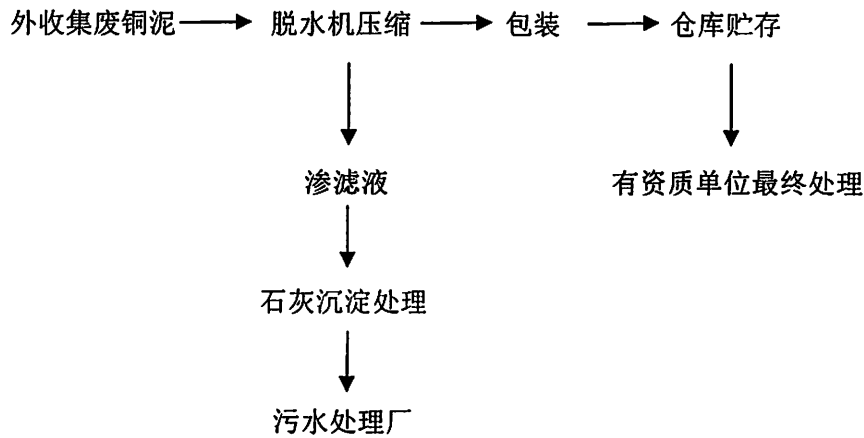 外收集废铜泥
脱水机压缩
包装
仓库贮存
渗滤液
有资质单位最终处理
石灰沉淀处理
污水处理厂